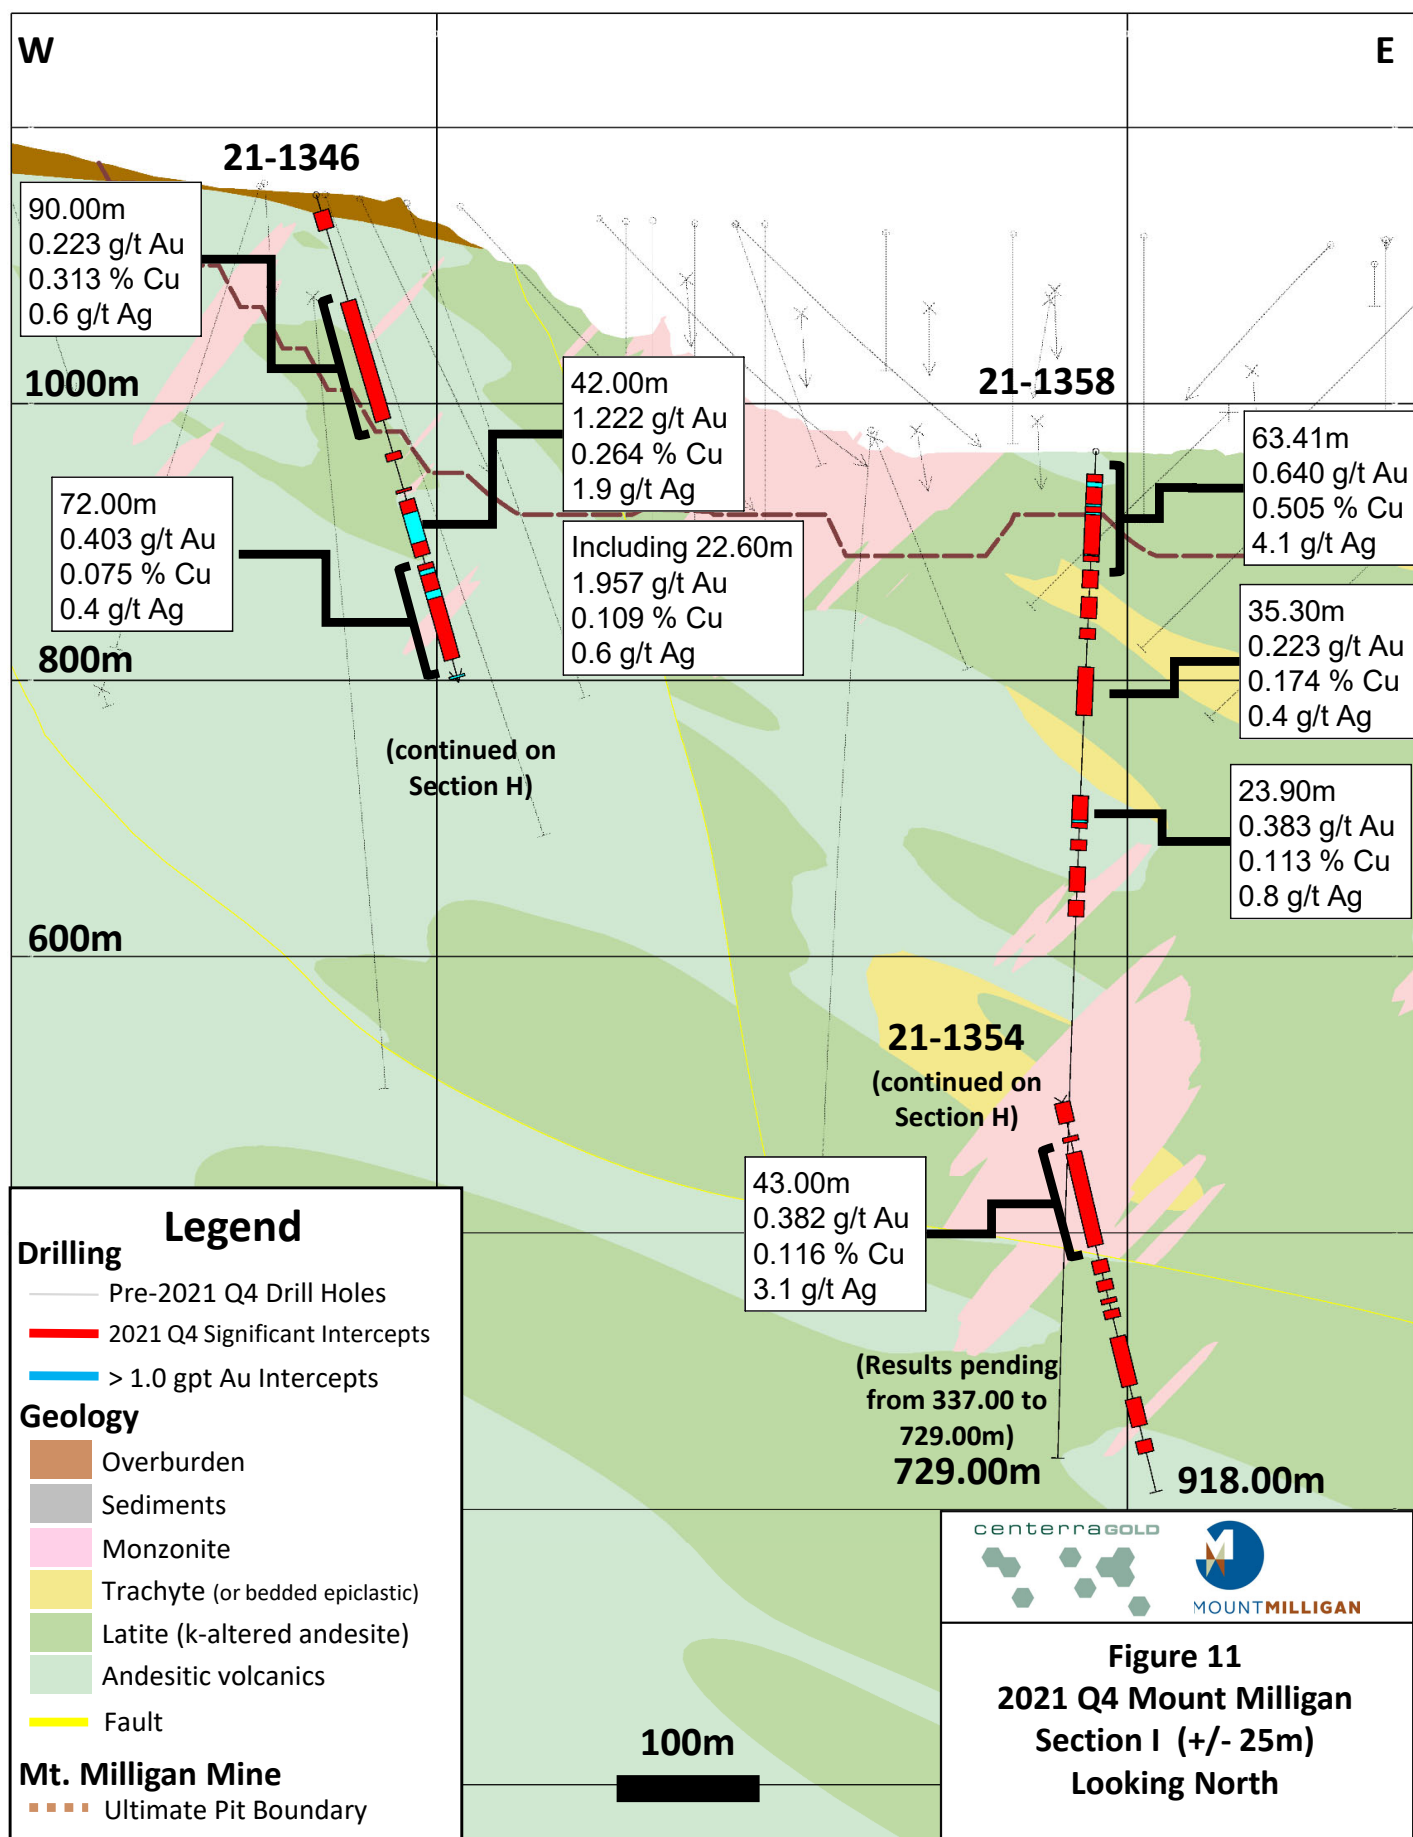 W
E
21-1346
90.00m
0.223 g/t Au
0.313 % Cu
0.6 g/t Ag
1000m
42.00m
1.222 g/t Au
0.264 % Cu
1.9 g/t Ag
Including 22.60m
1.957 g/t Au
0.109 % Cu
0.6 g/t Ag
21-1358
63.41m
0.640 g/t Au
0.505 % Cu
4.1 g/t Ag
72.00m
0.403 g/t Au
0.075 % Cu
0.4 g/t Ag
800m
35.30m
0.223 g/t Au
0.174 % Cu
0.4 g/t Ag
(continued on
Section H)
23.90m
0.383 g/t Au
0.113 % Cu
0.8 g/t Ag
600m
21-1354
(continued on
Section H)
43.00m
0.382 g/t Au
0.116 % Cu
3.1 g/t Ag
(Results pending
from 337.00 to
729.00m)
729.00m
918.00m
Legend
Drilling
Pre-2021 Q4 Drill Holes
2021 Q4 Significant Intercepts
> 1.0 gpt Au Intercepts
Geology
Overburden
Sediments
Monzonite
Trachyte (or bedded epiclastic)
Latite (k-altered andesite)
Andesitic volcanics
Fault
Mt. Milligan Mine
Ultimate Pit Boundary
100m
centerraGOLD
MOUNTMILLIGAN
Figure 11
2021 Q4 Mount Milligan
Section I (+/- 25m)
Looking North